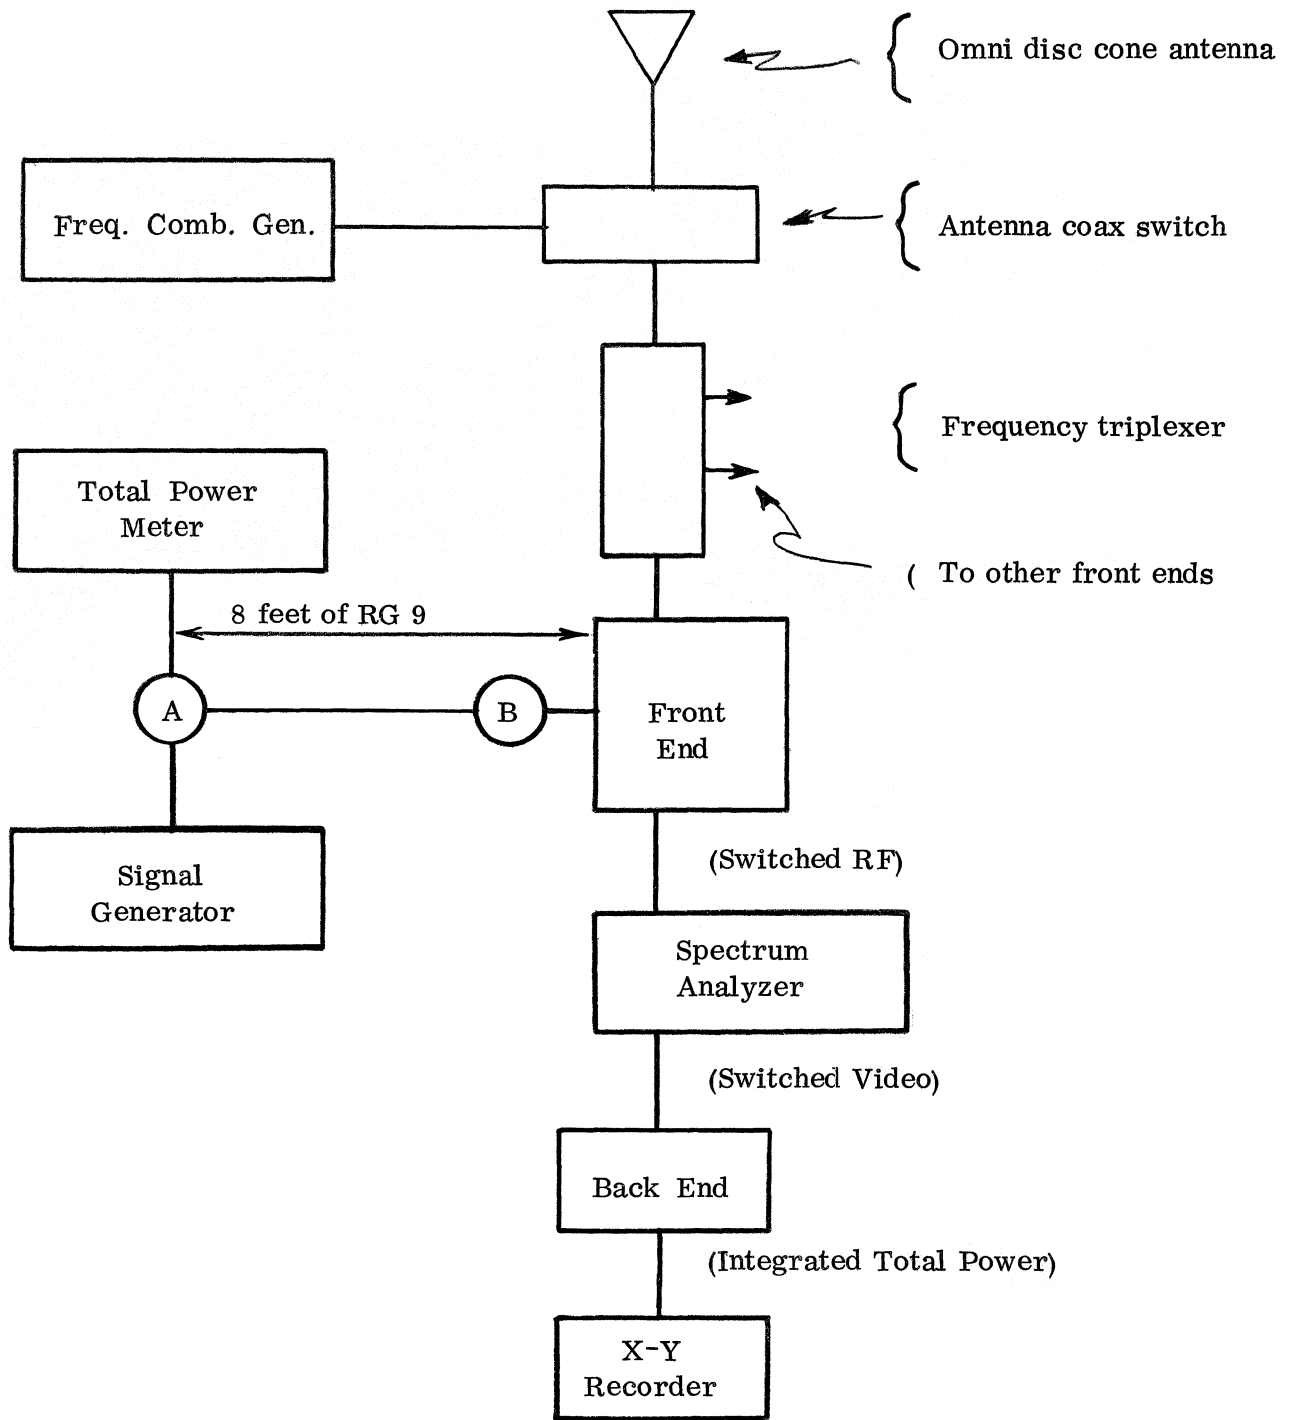 Omni disc cone antenna
Freq. Comb. Gen.
Antenna coax switch
Frequency triplexer
Total Power
Meter
To other front ends
8 feet of RG 9
A
B
Front
End
(Switched RF)
Signal
Generator
Spectrum
Analyzer
(Switched Video)
Back End
(Integrated Total Power)
X-Y
Recorder